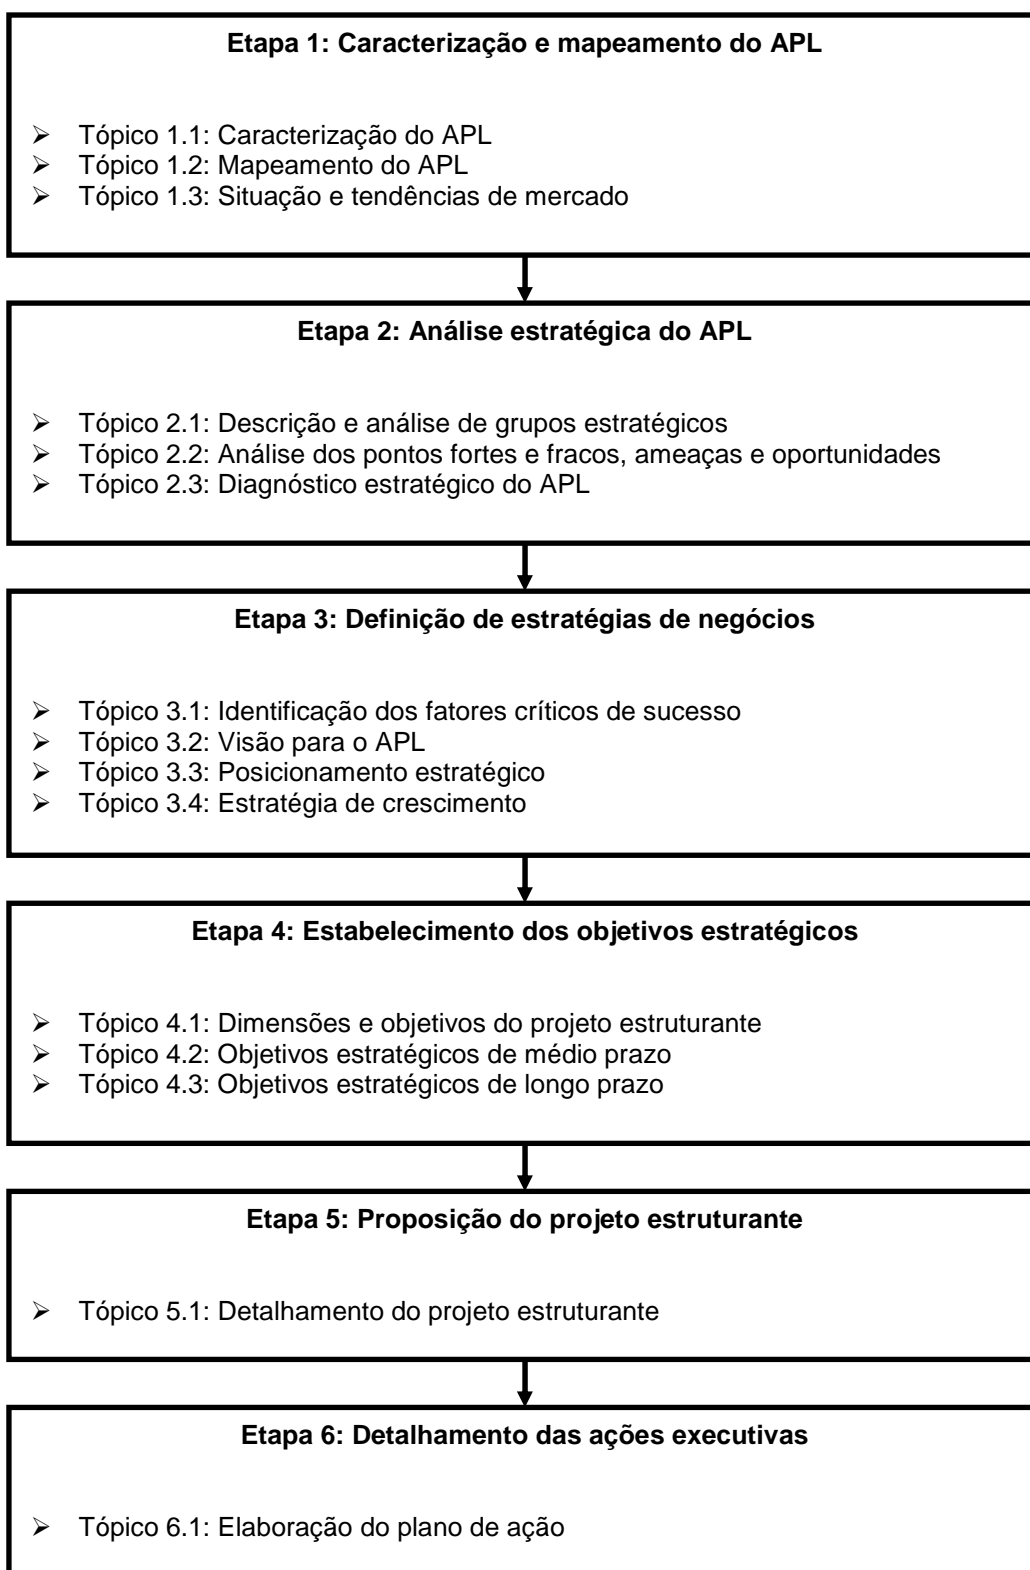 Etapa 1: Caracterização e mapeamento do APL
➢ Tópico 1.1: Caracterização do APL
➢ Tópico 1.2: Mapeamento do APL
➢ Tópico 1.3: Situação e tendências de mercado
Etapa 2: Análise estratégica do APL
➢ Tópico 2.1: Descrição e análise de grupos estratégicos
➢ Tópico 2.2: Análise dos pontos fortes e fracos, ameaças e oportunidades
➢ Tópico 2.3: Diagnóstico estratégico do APL
Etapa 3: Definição de estratégias de negócios
➢ Tópico 3.1: Identificação dos fatores críticos de sucesso
➢ Tópico 3.2: Visão para o APL
➢ Tópico 3.3: Posicionamento estratégico
➢ Tópico 3.4: Estratégia de crescimento
Etapa 4: Estabelecimento dos objetivos estratégicos
➢ Tópico 4.1: Dimensões e objetivos do projeto estruturante
➢ Tópico 4.2: Objetivos estratégicos de médio prazo
➢ Tópico 4.3: Objetivos estratégicos de longo prazo
Etapa 5: Proposição do projeto estruturante
➢ Tópico 5.1: Detalhamento do projeto estruturante
Etapa 6: Detalhamento das ações executivas
➢ Tópico 6.1: Elaboração do plano de ação